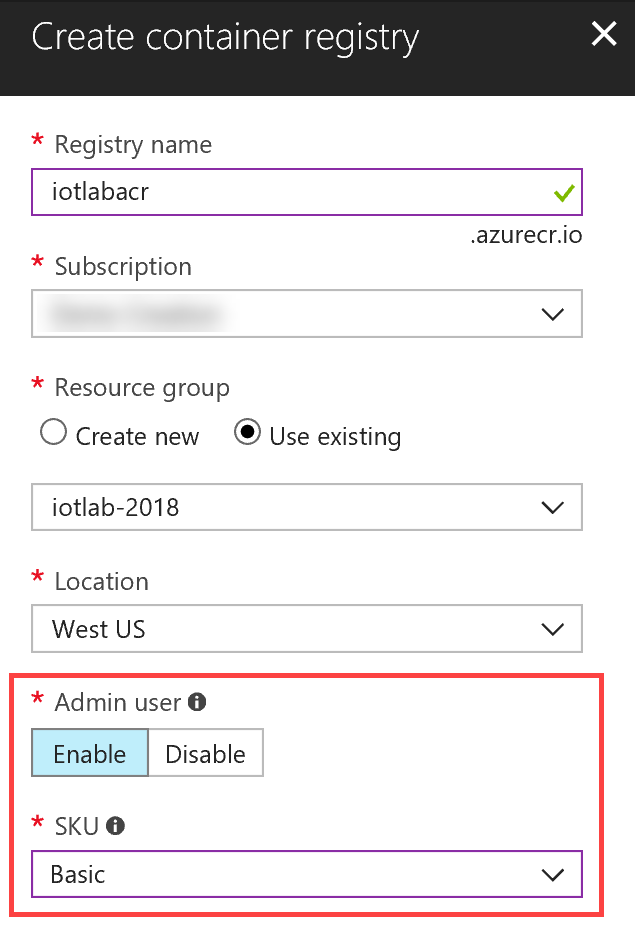 Create container registry
* Registry name
iotlabacr
.azurecr.io
* Subscription
* Resource group
Create new Use existing
iotlab-2018
* Location
West US
* Admin user
Enable Disable
* SKU
Basic